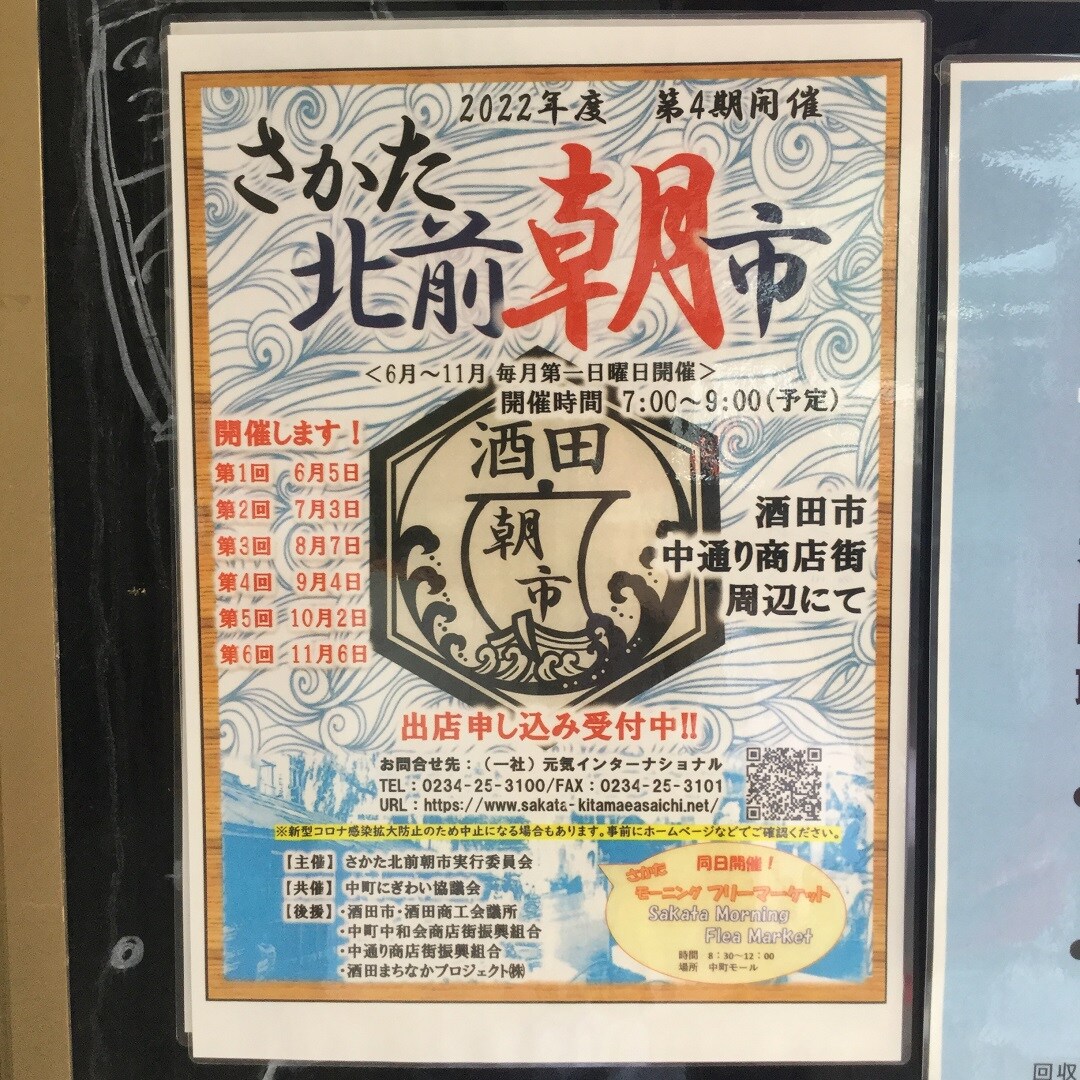 2022年度　第4期開催
さかた
北前朝市
＜6月～11月 毎月第一日曜日開催＞
開催時間　7:00～9:00(予定)
開催します！
第1回　6月5日
第2回　7月3日
第3回　8月7日
第4回　9月4日
第5回　10月2日
第6回　11月6日
酒田
朝
市
酒田市
中通り商店街
周辺にて
出店申し込み受付中!!
お問合せ先：（一社）元気インターナショナル
TEL：0234-25-3100/FAX：0234-25-3101
URL：https://www.sakata-kitamaeasaichi.net/
※新型コロナ感染拡大防止のため中止になる場合もあります。事前にホームページなどでご確認ください。
【主催】さかた北前朝市実行委員会
【共催】中町にぎわい協議会
【後援】・酒田市・酒田商工会議所
・中町中和会商店街振興組合
・中通り商店街振興組合
・酒田まちなかプロジェクト㈱
同日開催！
さかた
モーニング フリーマーケット
Sakata Morning
Flea Market
時間　8：30～12：00
場所　中町モール
回収